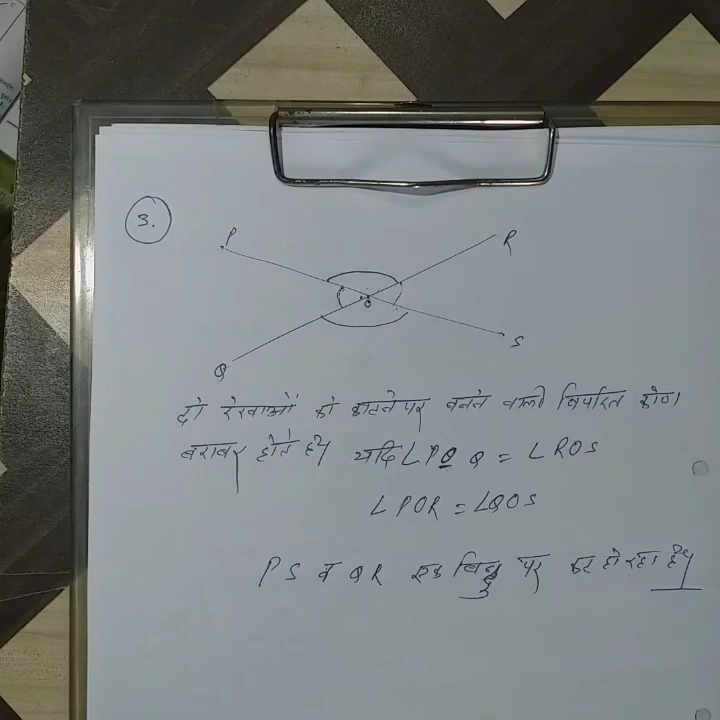 3.
P
R
O
Q
S
दो रेखाओं को काटने पर बनने वाली विपरित कोण
बराबर होते है। यदि ∠POQ = ∠ROS
∠POR = ∠QOS
PS व QR एक बिन्दु पर कट हो रहा है।